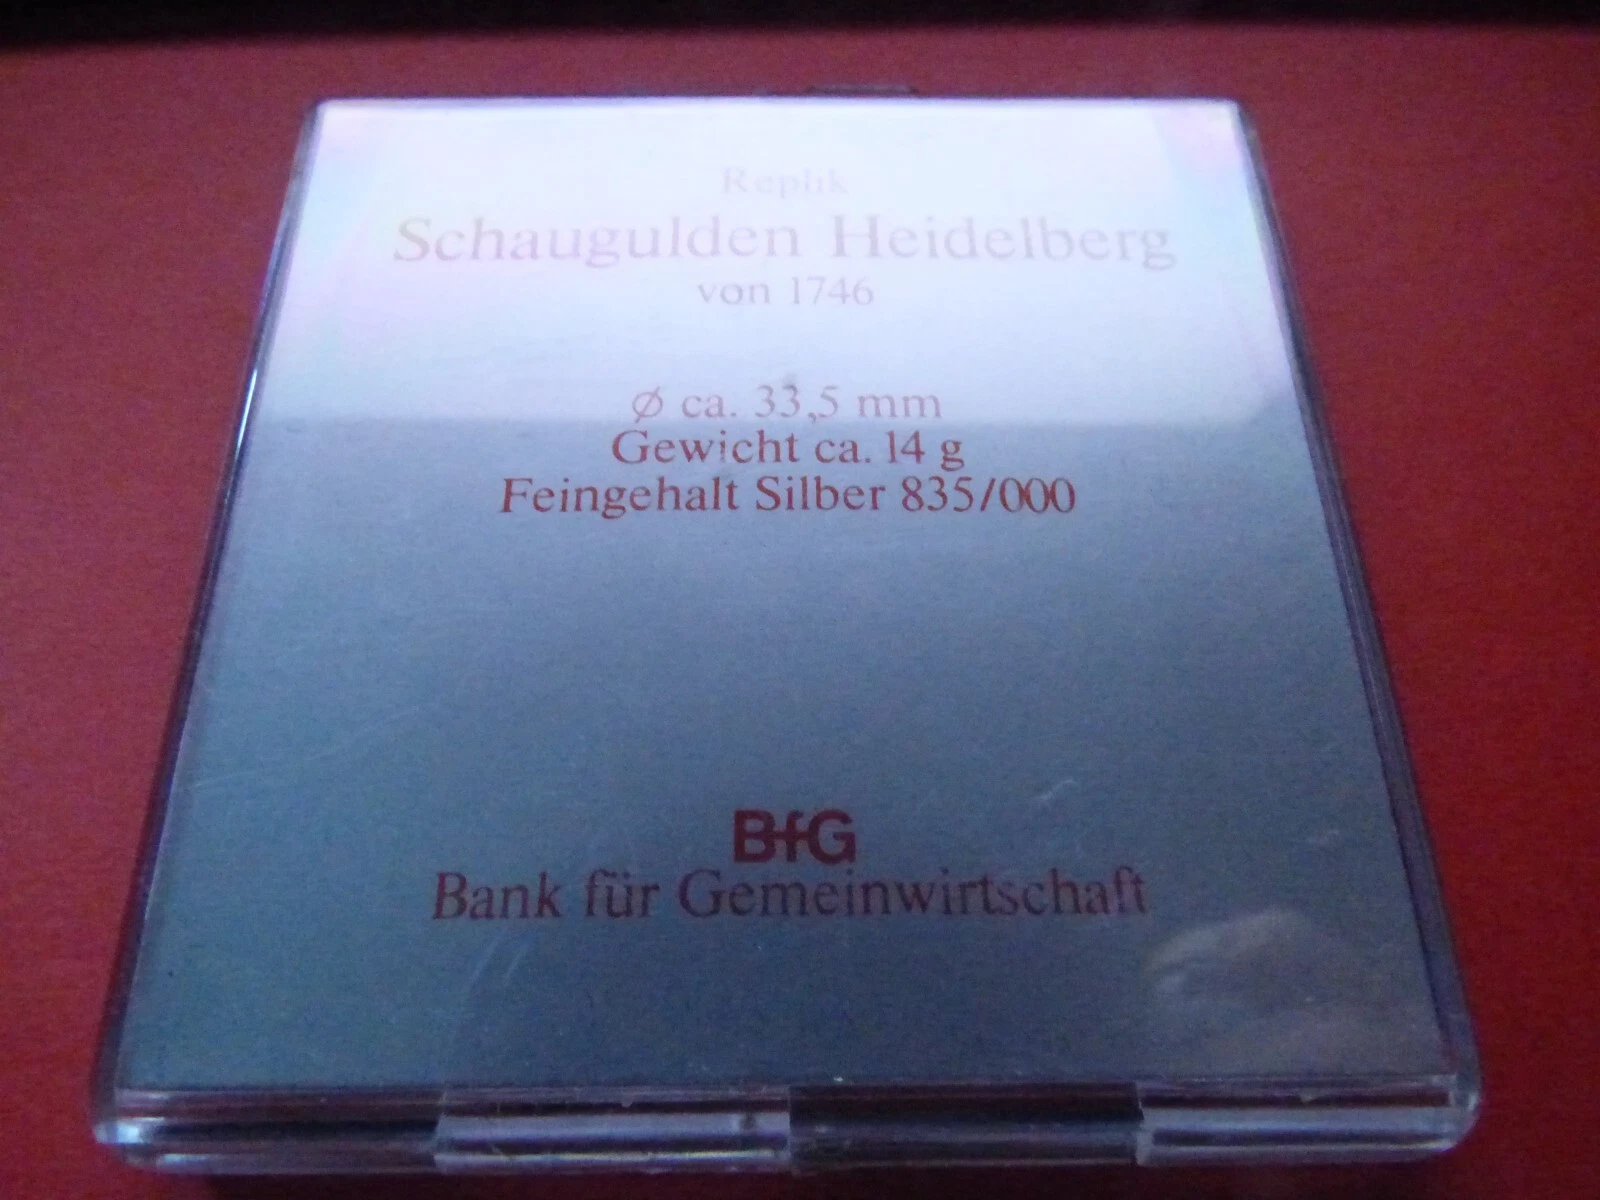 Replik
Schaugulden Heidelberg
von 1746
Ø ca. 33,5 mm
Gewicht ca. 14 g
Feingehalt Silber 835/000
BfG
Bank für Gemeinwirtschaft